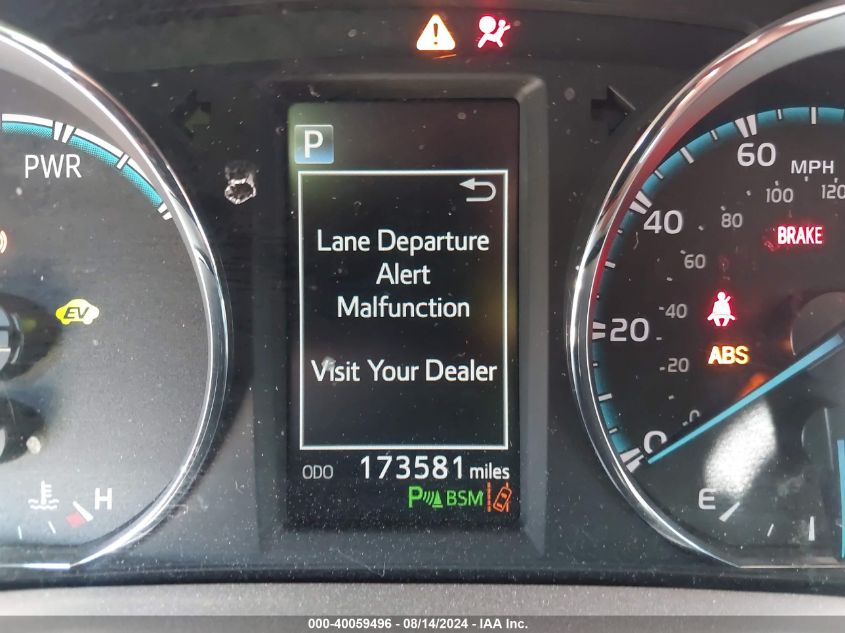 P
PWR
Lane Departure
Alert
Malfunction
Visit Your Dealer
ODO 173581 miles
P BSM
EV
H
60
MPH
100
120
40
80
BRAKE
60
20
40
ABS
20
0
0
E
000-40059496 - 08/14/2024 - IAA Inc.